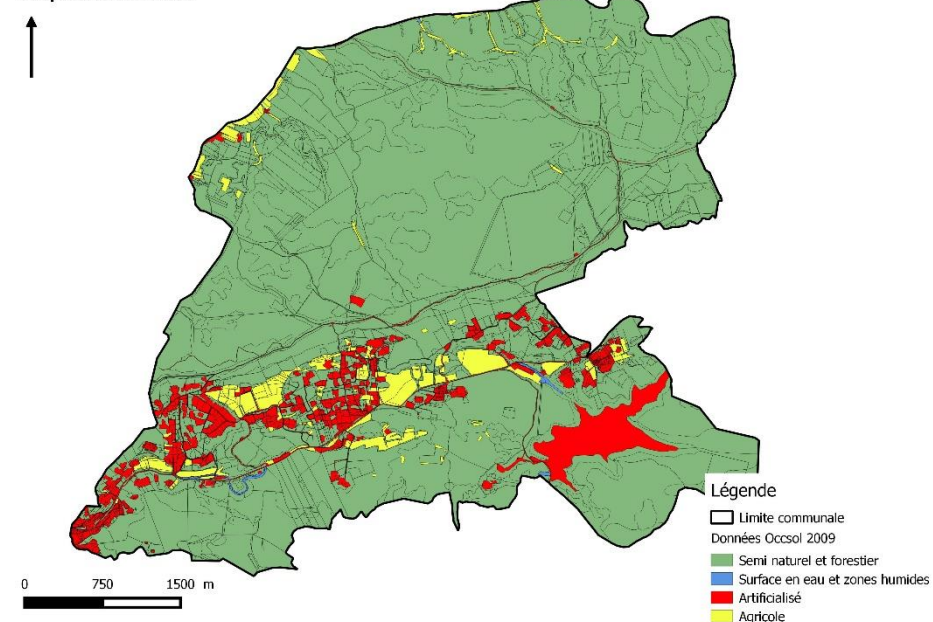 0 750 1500 m
Légende
Limite communale
Données Occsol 2009
Semi naturel et forestier
Surface en eau et zones humides
Artificialisé
Agricole